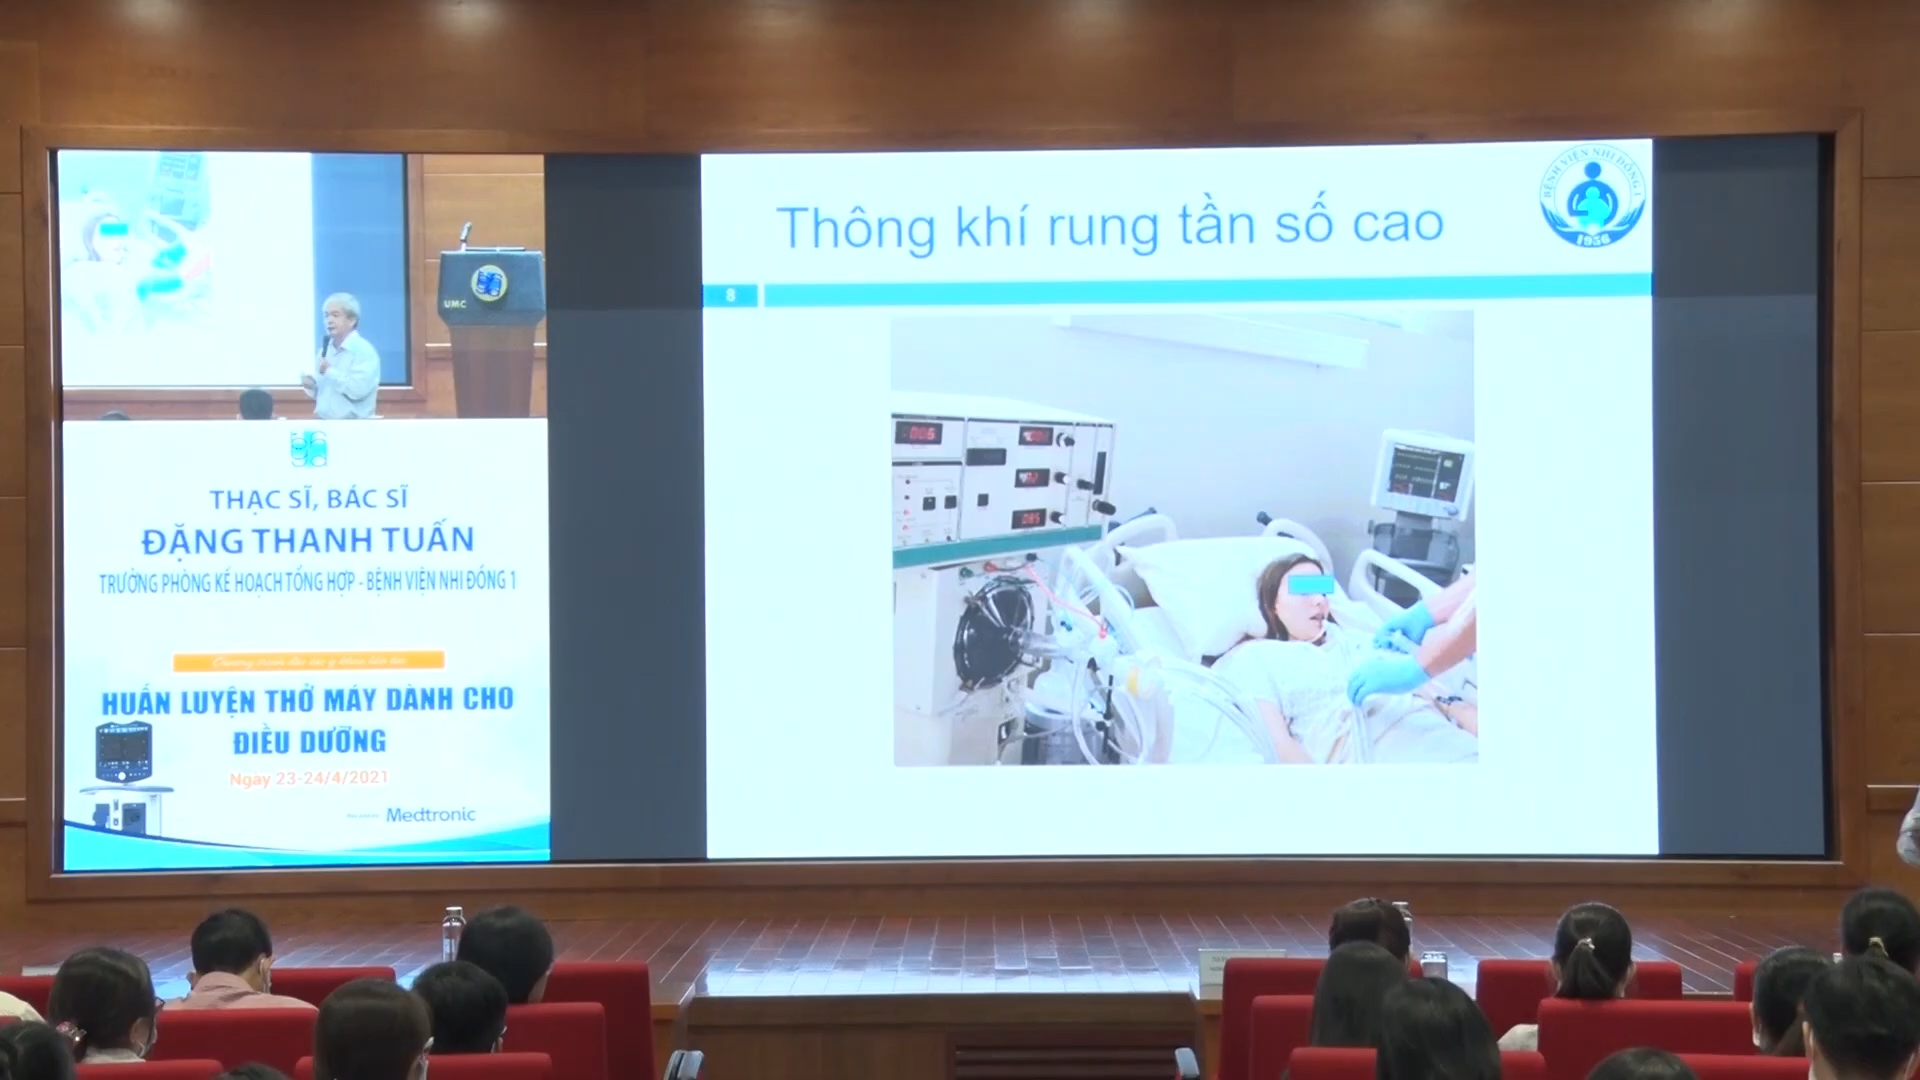 UMC
THẠC SĨ, BÁC SĨ
ĐẶNG THANH TUẤN
TRƯỞNG PHÒNG KẾ HOẠCH TỔNG HỢP - BỆNH VIỆN NHI ĐỒNG 1
HUẤN LUYỆN THỞ MÁY DÀNH CHO
ĐIỀU DƯỠNG
Ngay 23-24/4/2021
Medtronic
Thông khí rung tần số cao
BỆNH VIỆN NHI ĐỒNG 1
1956
8